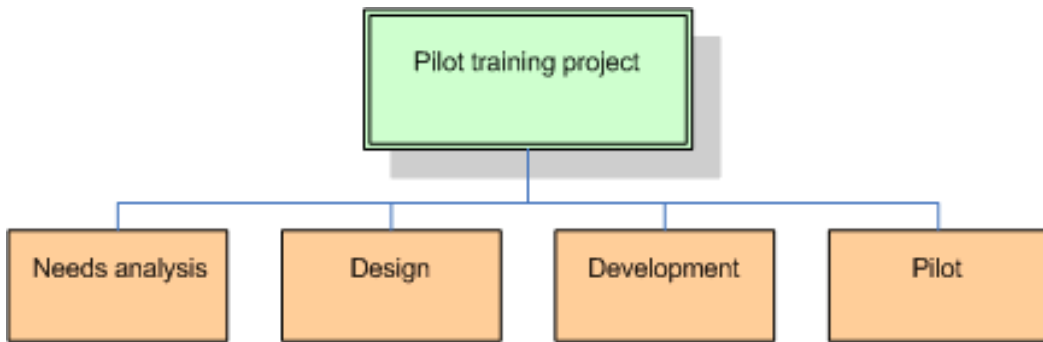 Pilot training project
Needs analysis
Design
Development
Pilot